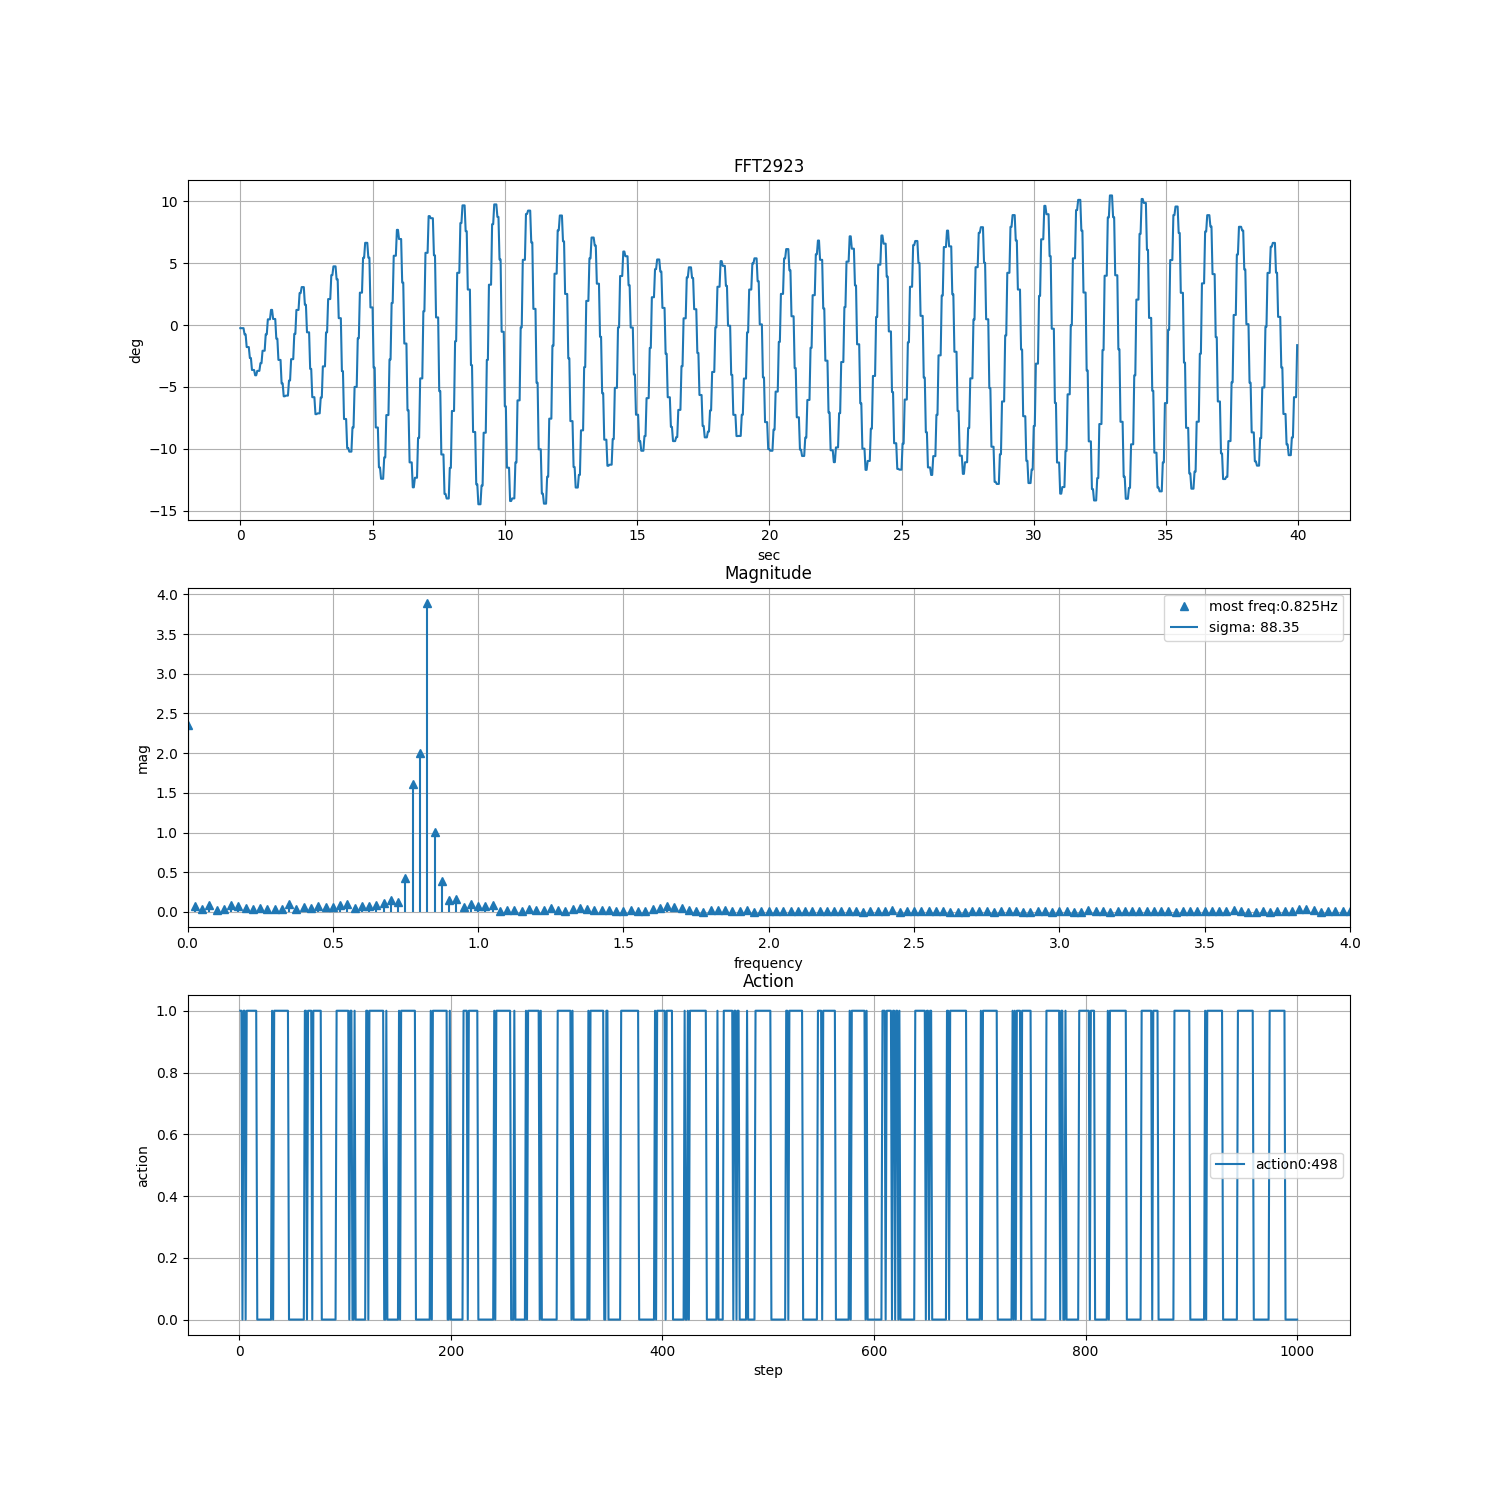 FFT2923
10
5
0
−5
−10
−15
deg
0 5 10 15 20 25 30 35 40
sec
Magnitude
4.0
3.5
3.0
2.5
2.0
1.5
1.0
0.5
0.0
mag
most freq:0.825Hz
sigma: 88.35
0.0 0.5 1.0 1.5 2.0 2.5 3.0 3.5 4.0
frequency
Action
1.0
0.8
0.6
0.4
0.2
0.0
action
action0:498
0 200 400 600 800 1000
step